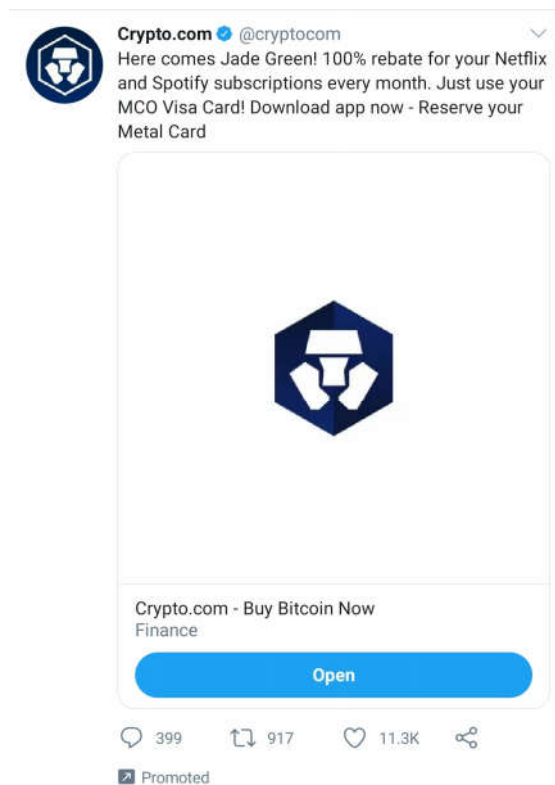 Crypto.com @cryptocom
Here comes Jade Green! 100% rebate for your Netflix
and Spotify subscriptions every month. Just use your
MCO Visa Card! Download app now - Reserve your
Metal Card
Crypto.com - Buy Bitcoin Now
Finance
Open
399 917 11.3K
Promoted